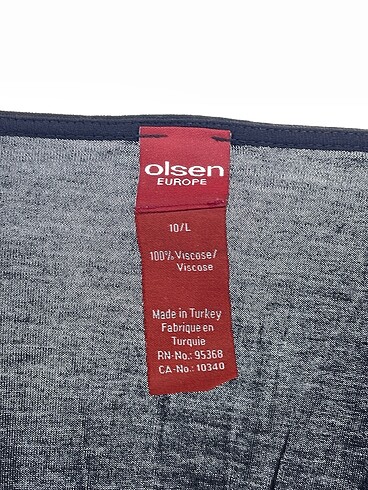 olsen
EUROPE
10/L
100% Viscose/
Viscose
Made in Turkey
Fabrique en
Turquie
RN-No.: 95368
CA-No.: 10340